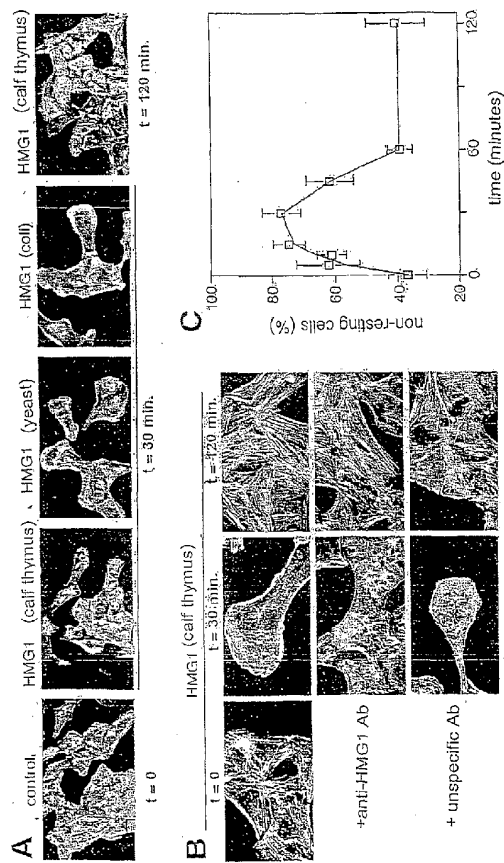 A
control
HMG1 (calf thymus)
HMG1 (yeast)
HMG1 (coli)
HMG1 (calf thymus)
t = 0
t = 30 min.
t = 120 min.
B
HMG1 (calf thymus)
t = 0
t = 30 min.
t = 120 min.
+anti-HMG1 Ab
+ unspecific Ab
C
non-resting cells (%)
100
80
60
40
20
0
60
120
time (minutes)